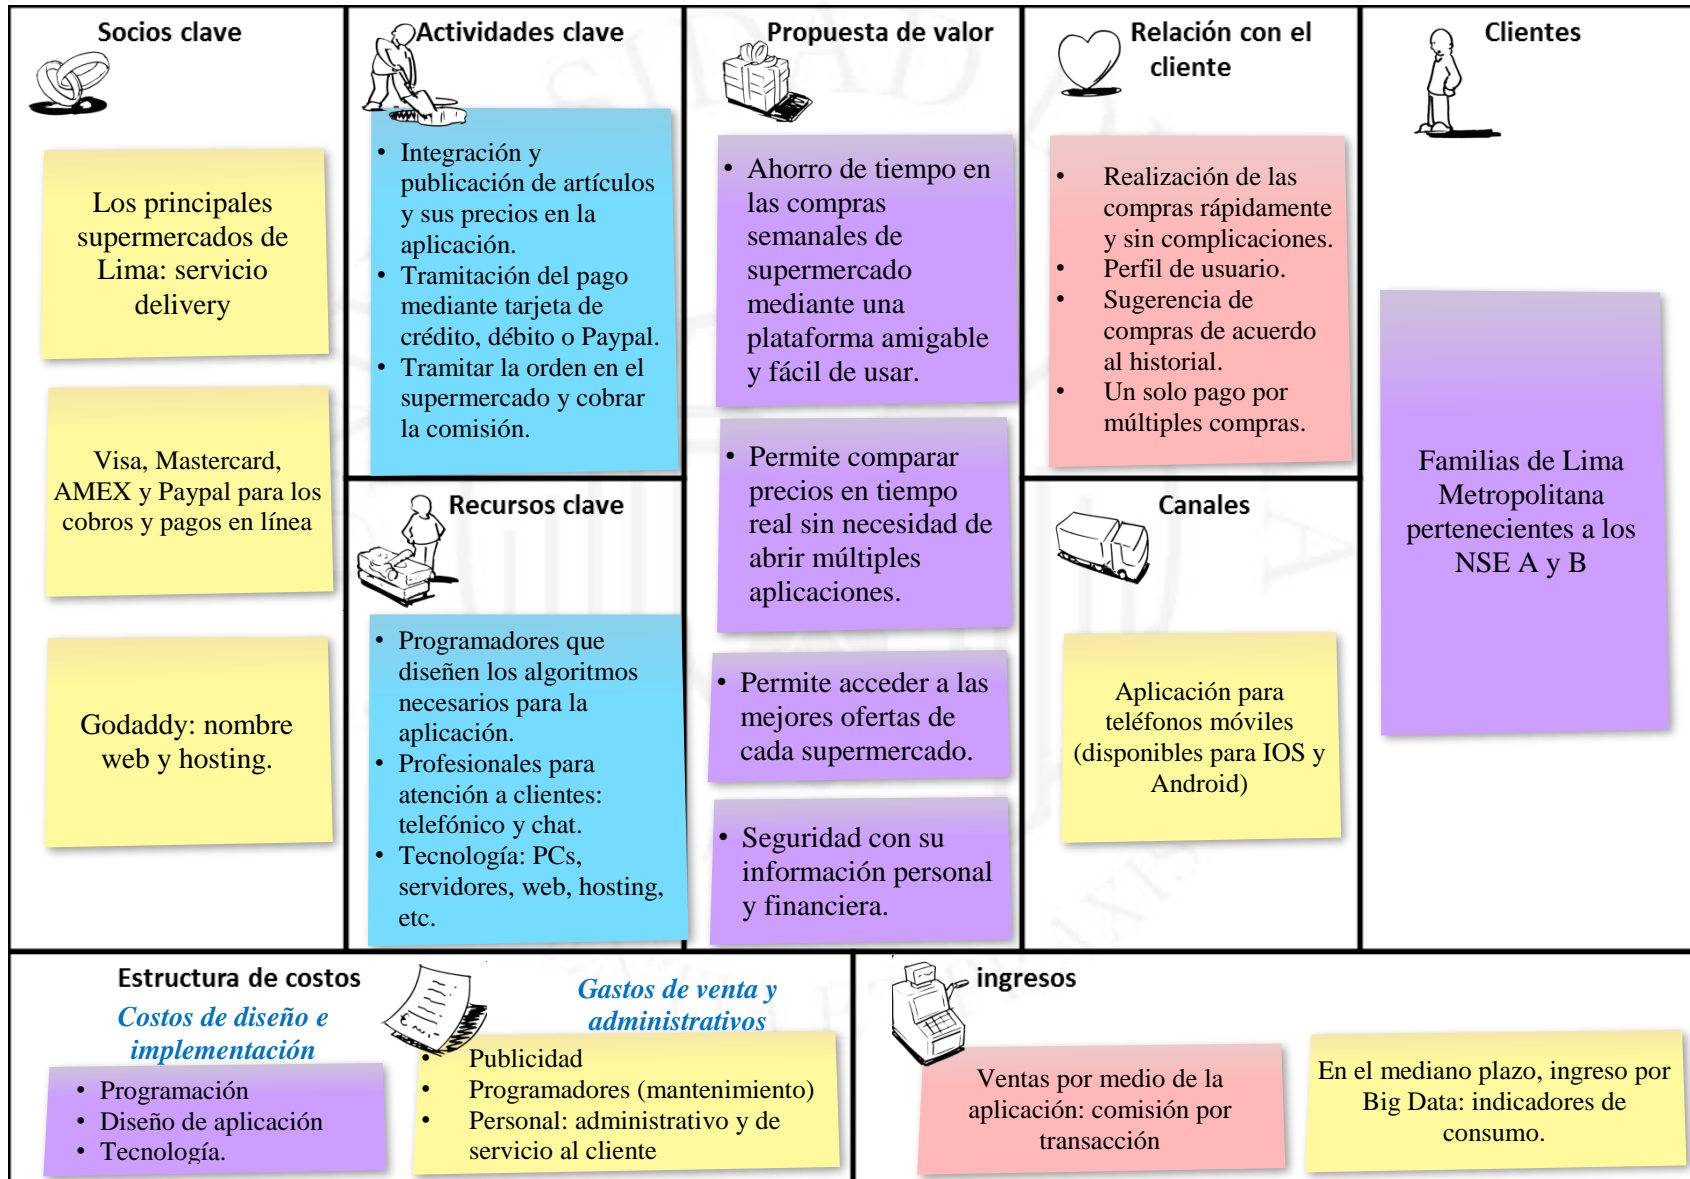 Socios clave
Los principales
supermercados de
Lima: servicio
delivery
Visa, Mastercard,
AMEX y Paypal para los
cobros y pagos en línea
Godaddy: nombre
web y hosting.
Actividades clave
• Integración y
publicación de artículos
y sus precios en la
aplicación.
• Tramitación del pago
mediante tarjeta de
crédito, débito o Paypal.
• Tramitar la orden en el
supermercado y cobrar
la comisión.
Recursos clave
• Programadores que
diseñen los algoritmos
necesarios para la
aplicación.
• Profesionales para
atención a clientes:
telefónico y chat.
• Tecnología: PCs,
servidores, web, hosting,
etc.
Propuesta de valor
• Ahorro de tiempo en
las compras
semanales de
supermercado
mediante una
plataforma amigable
y fácil de usar.
• Permite comparar
precios en tiempo
real sin necesidad de
abrir múltiples
aplicaciones.
• Permite acceder a las
mejores ofertas de
cada supermercado.
• Seguridad con su
información personal
y financiera.
Relación con el
cliente
• Realización de las
compras rápidamente
y sin complicaciones.
• Perfil de usuario.
• Sugerencia de
compras de acuerdo
al historial.
• Un solo pago por
múltiples compras.
Canales
Aplicación para
teléfonos móviles
(disponibles para IOS y
Android)
Clientes
Familias de Lima
Metropolitana
pertenecientes a los
NSE A y B
Estructura de costos
Costos de diseño e
implementación
• Programación
• Diseño de aplicación
• Tecnología.
Gastos de venta y
administrativos
• Publicidad
• Programadores (mantenimiento)
• Personal: administrativo y de
servicio al cliente
ingresos
Ventas por medio de la
aplicación: comisión por
transacción
En el mediano plazo, ingreso por
Big Data: indicadores de
consumo.